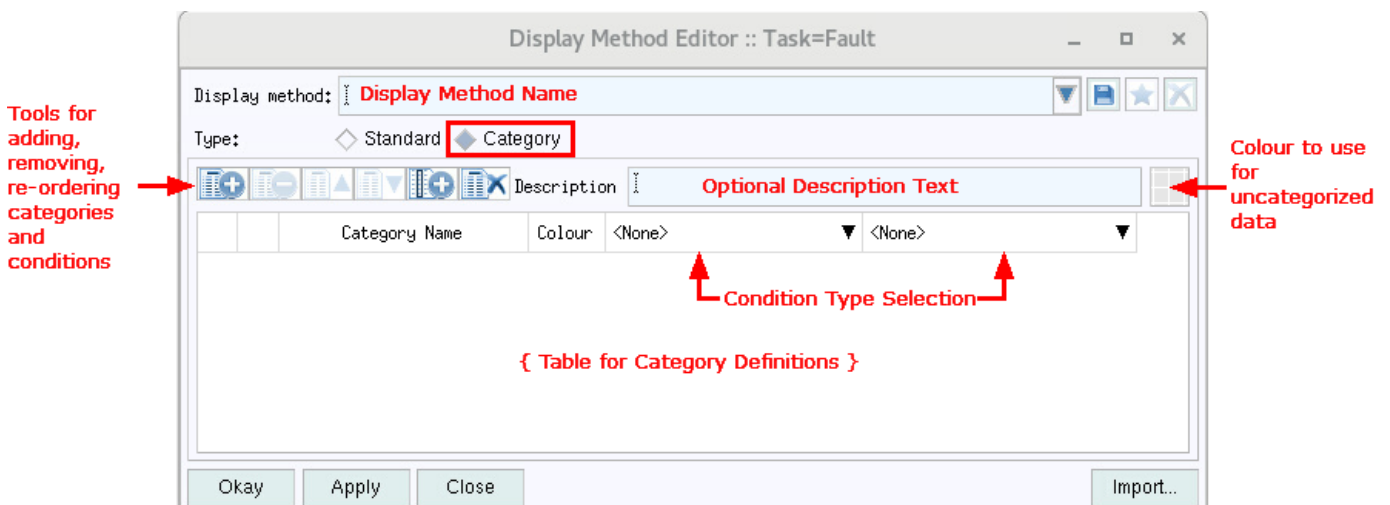 Display Method Editor :: Task=Fault
Display method: Display Method Name
Tools for
adding,
removing,
re-ordering
categories
and
conditions
Type: Standard Category
Description Optional Description Text
Colour to use
for
uncategorized
data
Category Name Colour <None> <None>
Condition Type Selection
{ Table for Category Definitions }
Okay Apply Close Import...